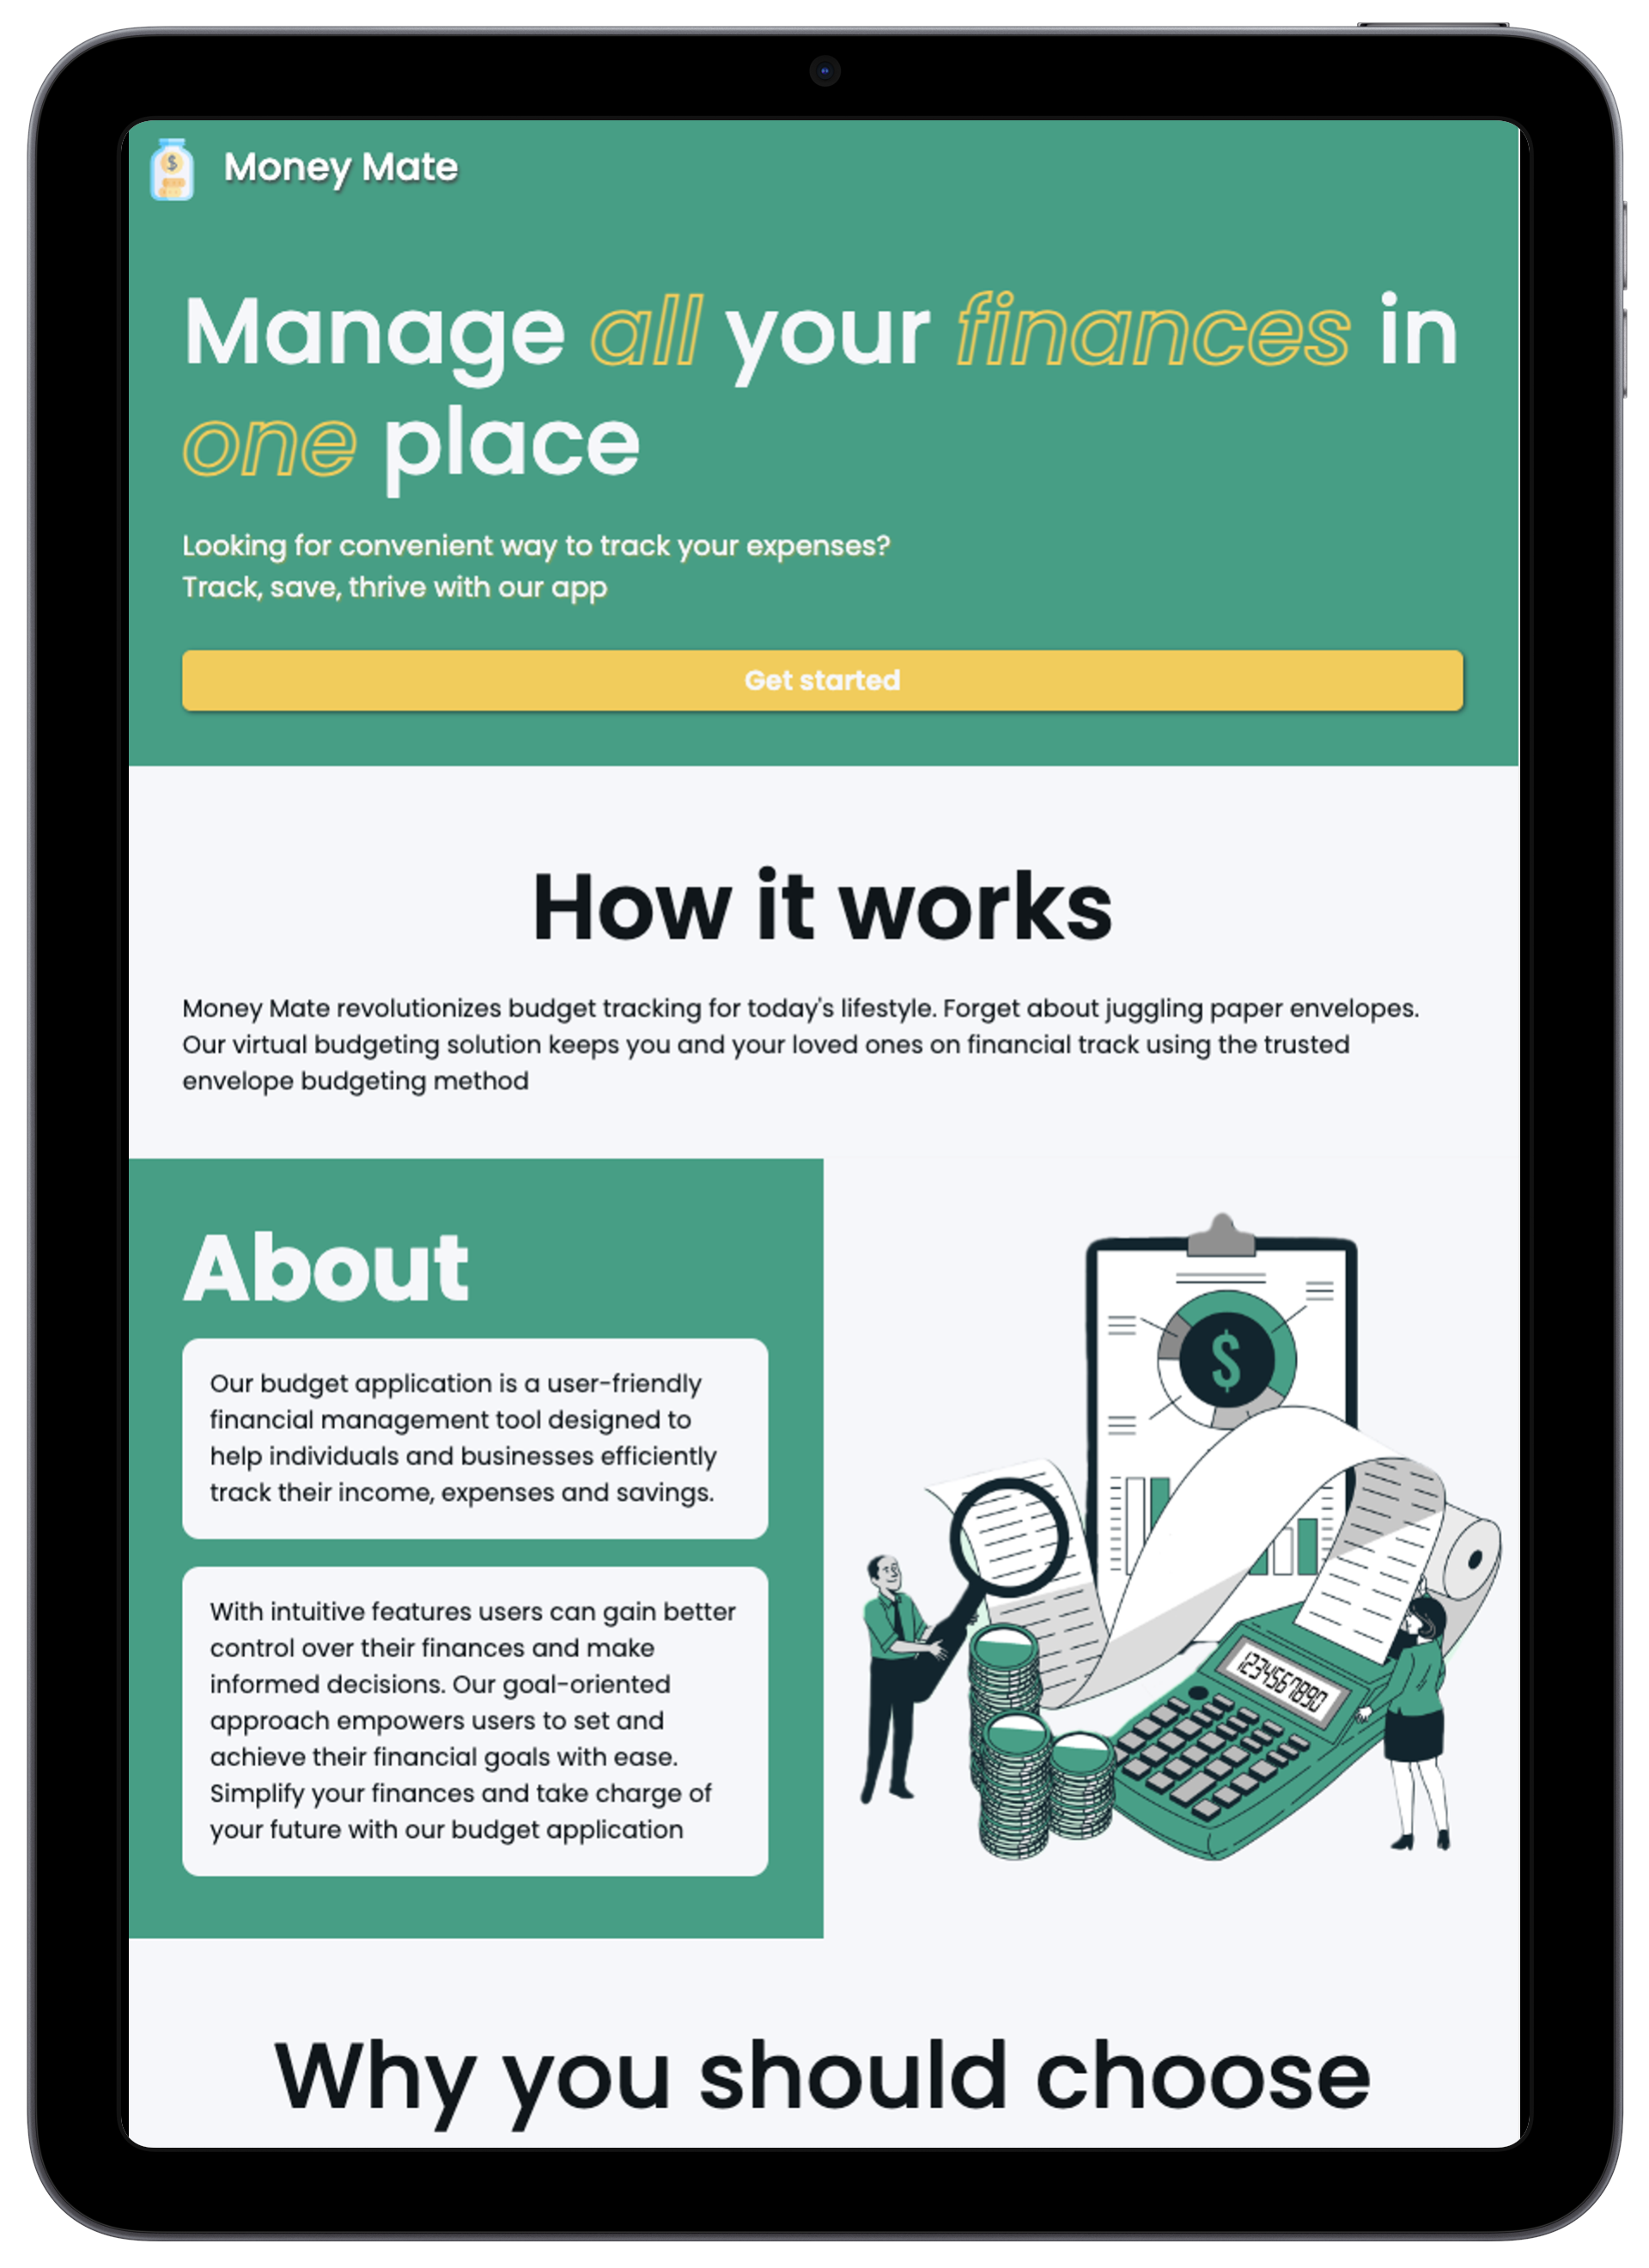 Money Mate
Manage all your finances in
one place
Looking for convenient way to track your expenses?
Track, save, thrive with our app
Get started
How it works
Money Mate revolutionizes budget tracking for today's lifestyle. Forget about juggling paper envelopes.
Our virtual budgeting solution keeps you and your loved ones on financial track using the trusted
envelope budgeting method
About
Our budget application is a user-friendly
financial management tool designed to
help individuals and businesses efficiently
track their income, expenses and savings.
With intuitive features users can gain better
control over their finances and make
informed decisions. Our goal-oriented
approach empowers users to set and
achieve their financial goals with ease.
Simplify your finances and take charge of
your future with our budget application
$
1234567890
Why you should choose